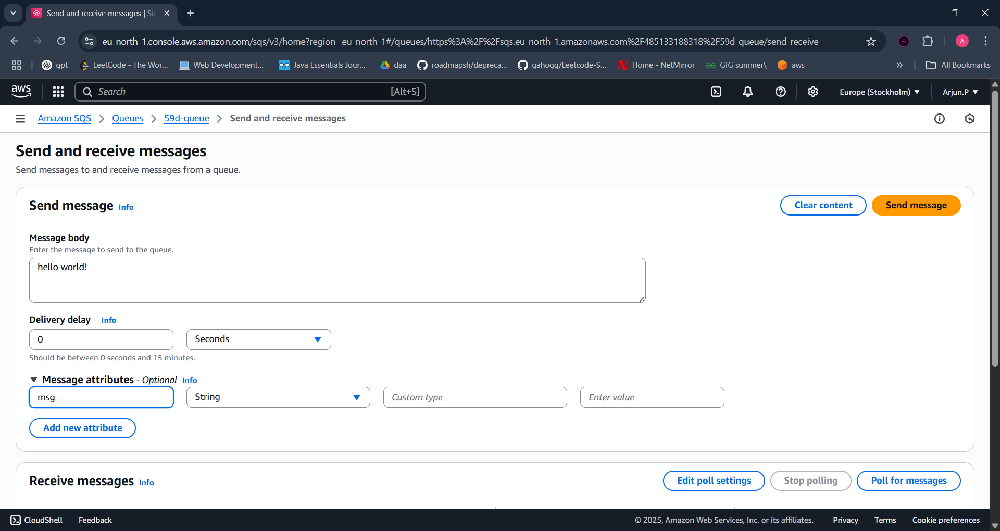 Send and receive messages | Si
eu-north-1.console.aws.amazon.com/sqs/v3/home?region=eu-north-1#/queues/https%3A%2F%2Fsqs.eu-north-1.amazonaws.com%2F485133188318%2F59d-queue/send-receive
A
gpt
LeetCode - The Wor...
Web Development...
Java Essentials Jour...
daa
roadmapsh/depreca...
gahogg/Leetcode-S...
Home - NetMirror
GfG summer\
aws
All Bookmarks
aws
Search
[Alt+S]
Europe (Stockholm)
Arjun.P
Amazon SQS
Queues
59d-queue
Send and receive messages
Send and receive messages
Send messages to and receive messages from a queue.
Send message Info
Clear content
Send message
Message body
Enter the message to send to the queue.
hello world!
Delivery delay
Info
0
Seconds
Should be between 0 seconds and 15 minutes.
Message attributes - Optional Info
msg
String
Custom type
Enter value
Add new attribute
Receive messages Info
Edit poll settings
Stop polling
Poll for messages
CloudShell
Feedback
© 2025, Amazon Web Services, Inc. or its affiliates.
Privacy
Terms
Cookie preferences